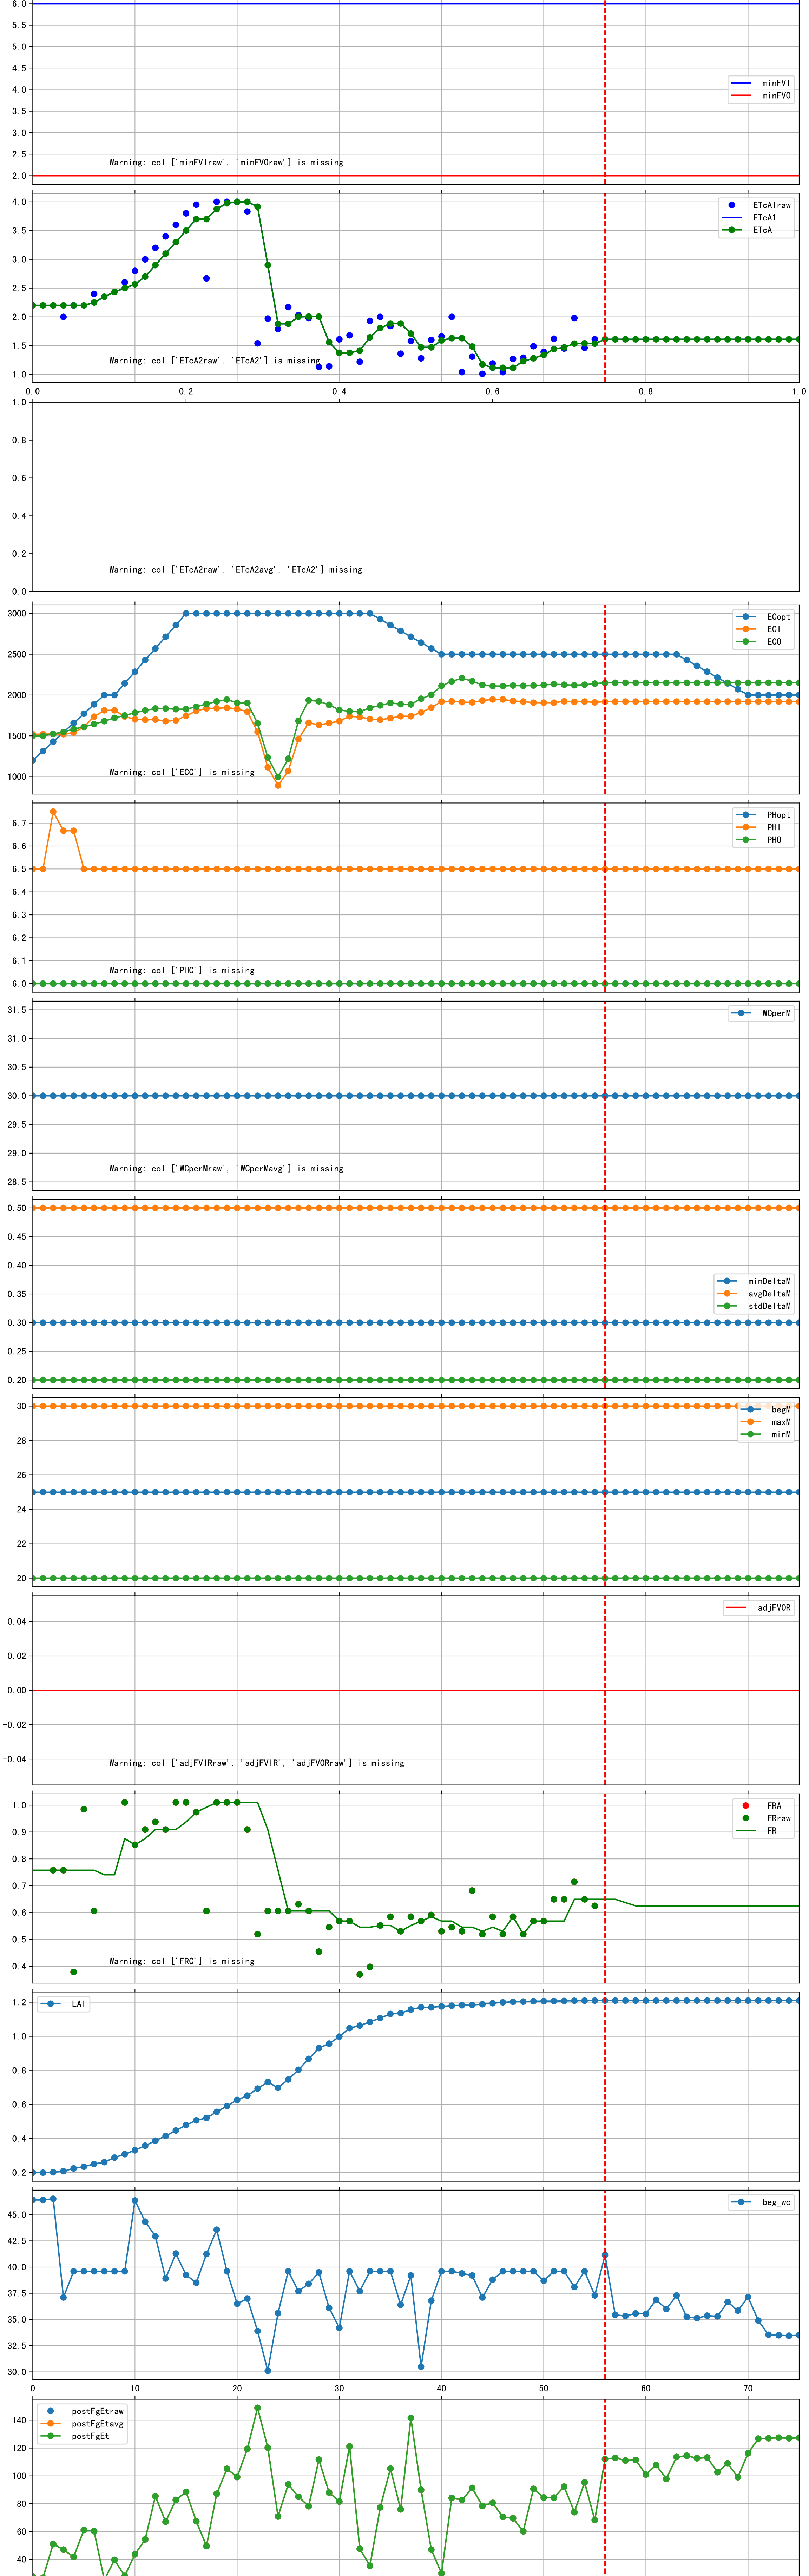 6.0
5.5
5.0
4.5
4.0
3.5
3.0
2.5
2.0
minFVI
minFVO
Warning: col ['minFVIraw', 'minFVOraw'] is missing
4.0
3.5
3.0
2.5
2.0
1.5
1.0
ETcA1raw
ETcA1
ETcA
Warning: col ['ETcA2raw', 'ETcA2'] is missing
0.0 0.2 0.4 0.6 0.8 1.0
1.0
0.8
0.6
0.4
0.2
0.0
Warning: col ['ETcA2raw', 'ETcA2avg', 'ETcA2'] missing
3000
2500
2000
1500
1000
ECopt
ECI
ECO
Warning: col ['ECC'] is missing
6.7
6.6
6.5
6.4
6.3
6.2
6.1
6.0
PHopt
PHI
PHO
Warning: col ['PHC'] is missing
31.5
31.0
30.5
30.0
29.5
29.0
28.5
WCperM
Warning: col ['WCperMraw', 'WCperMavg'] is missing
0.50
0.45
0.40
0.35
0.30
0.25
0.20
minDeltaM
avgDeltaM
stdDeltaM
30
28
26
24
22
20
begM
maxM
minM
0.04
0.02
0.00
−0.02
−0.04
adjFVOR
Warning: col ['adjFVIRraw', 'adjFVIR', 'adjFVORraw'] is missing
1.0
0.9
0.8
0.7
0.6
0.5
0.4
FRA
FRraw
FR
Warning: col ['FRC'] is missing
1.2
1.0
0.8
0.6
0.4
0.2
LAI
45.0
42.5
40.0
37.5
35.0
32.5
30.0
beg_wc
0 10 20 30 40 50 60 70
140
120
100
80
60
40
postFgEtraw
postFgEtavg
postFgEt